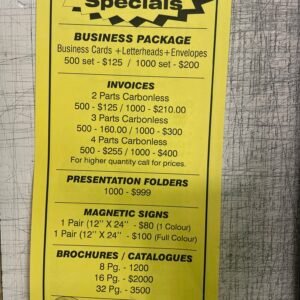 Specials
BUSINESS PACKAGE
Business Cards +Letterheads+Envelopes
500 set - $125 / 1000 set - $200
INVOICES
2 Parts Carbonless
500 - $125 / 1000 - $210.00
3 Parts Carbonless
500 - 160.00 / 1000 - $300
4 Parts Carbonless
500 - $255 / 1000 - $400
For higher quantity call for prices.
PRESENTATION FOLDERS
1000 - $999
MAGNETIC SIGNS
1 Pair (12" X 24" - $80 (1 Colour)
1 Pair (12" X 24" - $100 (Full Colour)
BROCHURES / CATALOGUES
8 Pg. - 1200
16 Pg. - $2000
32 Pg. - 3500